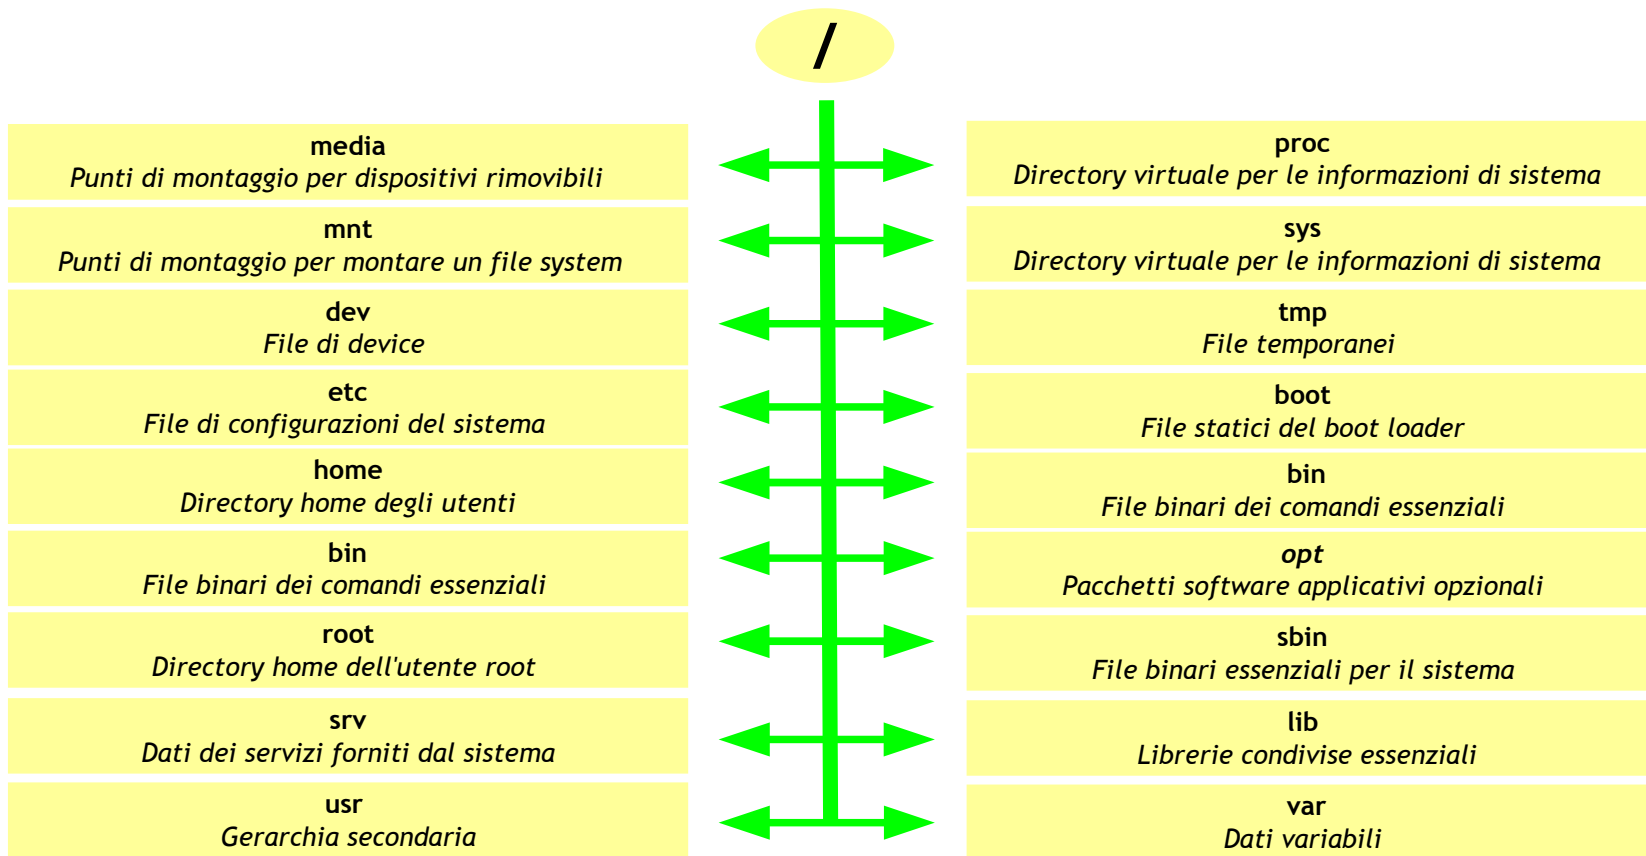 /
media
Punti di montaggio per dispositivi rimovibili
mnt
Punti di montaggio per montare un file system
dev
File di device
etc
File di configurazioni del sistema
home
Directory home degli utenti
bin
File binari dei comandi essenziali
root
Directory home dell'utente root
srv
Dati dei servizi forniti dal sistema
usr
Gerarchia secondaria
proc
Directory virtuale per le informazioni di sistema
sys
Directory virtuale per le informazioni di sistema
tmp
File temporanei
boot
File statici del boot loader
bin
File binari dei comandi essenziali
opt
Pacchetti software applicativi opzionali
sbin
File binari essenziali per il sistema
lib
Librerie condivise essenziali
var
Dati variabili